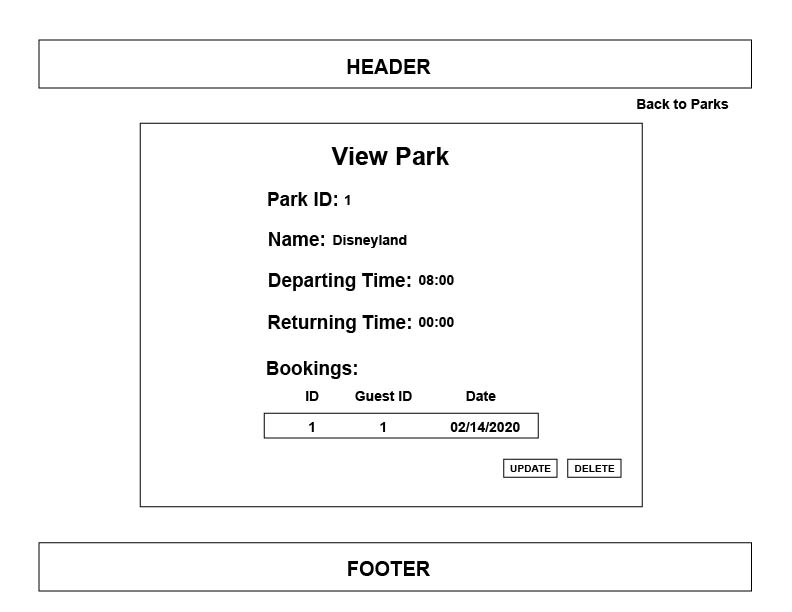 HEADER
Back to Parks
View Park
Park ID: 1
Name: Disneyland
Departing Time: 08:00
Returning Time: 00:00
Bookings:
ID Guest ID Date
1 1 02/14/2020
UPDATE DELETE
FOOTER